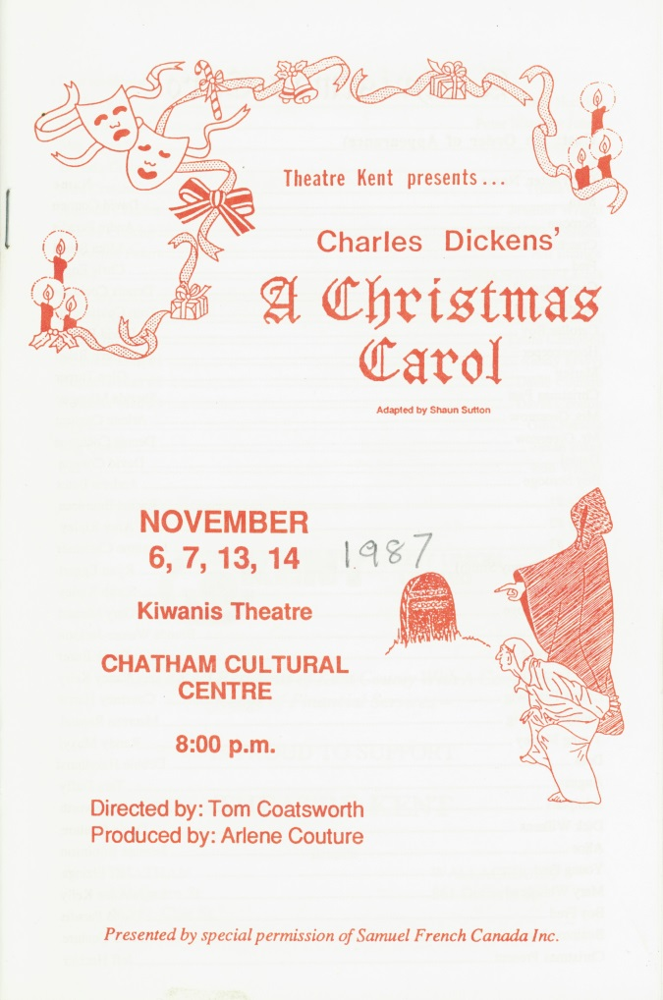 Theatre Kent presents...
Charles Dickens'
A Christmas
Carol
Adapted by Shaun Sutton
NOVEMBER
6, 7, 13, 14
1987
Kiwanis Theatre
CHATHAM CULTURAL
CENTRE
8:00 p.m.
Directed by: Tom Coatsworth
Produced by: Arlene Couture
Presented by special permission of Samuel French Canada Inc.